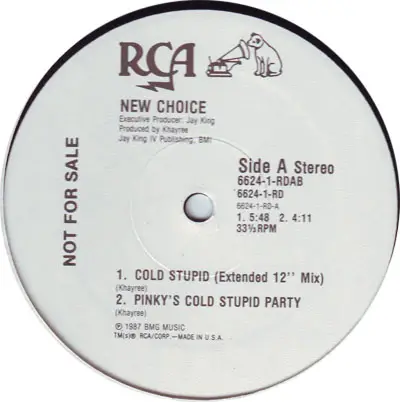 RCA
NEW CHOICE
Executive Producer: Jay King
Produced by Khayree
Jay King IV Publishing, BMI
NOT FOR SALE
Side A Stereo
6624-1-RDAB
6624-1-RD
6624-1-RD-A
1. 5:48 2. 4:11
33⅓ RPM
1. COLD STUPID (Extended 12" Mix)
(Khayree)
2. PINKY'S COLD STUPID PARTY
(Khayree)
℗ 1987 BMG MUSIC
TM(s)® RCA/CORP.—MADE IN U.S.A.